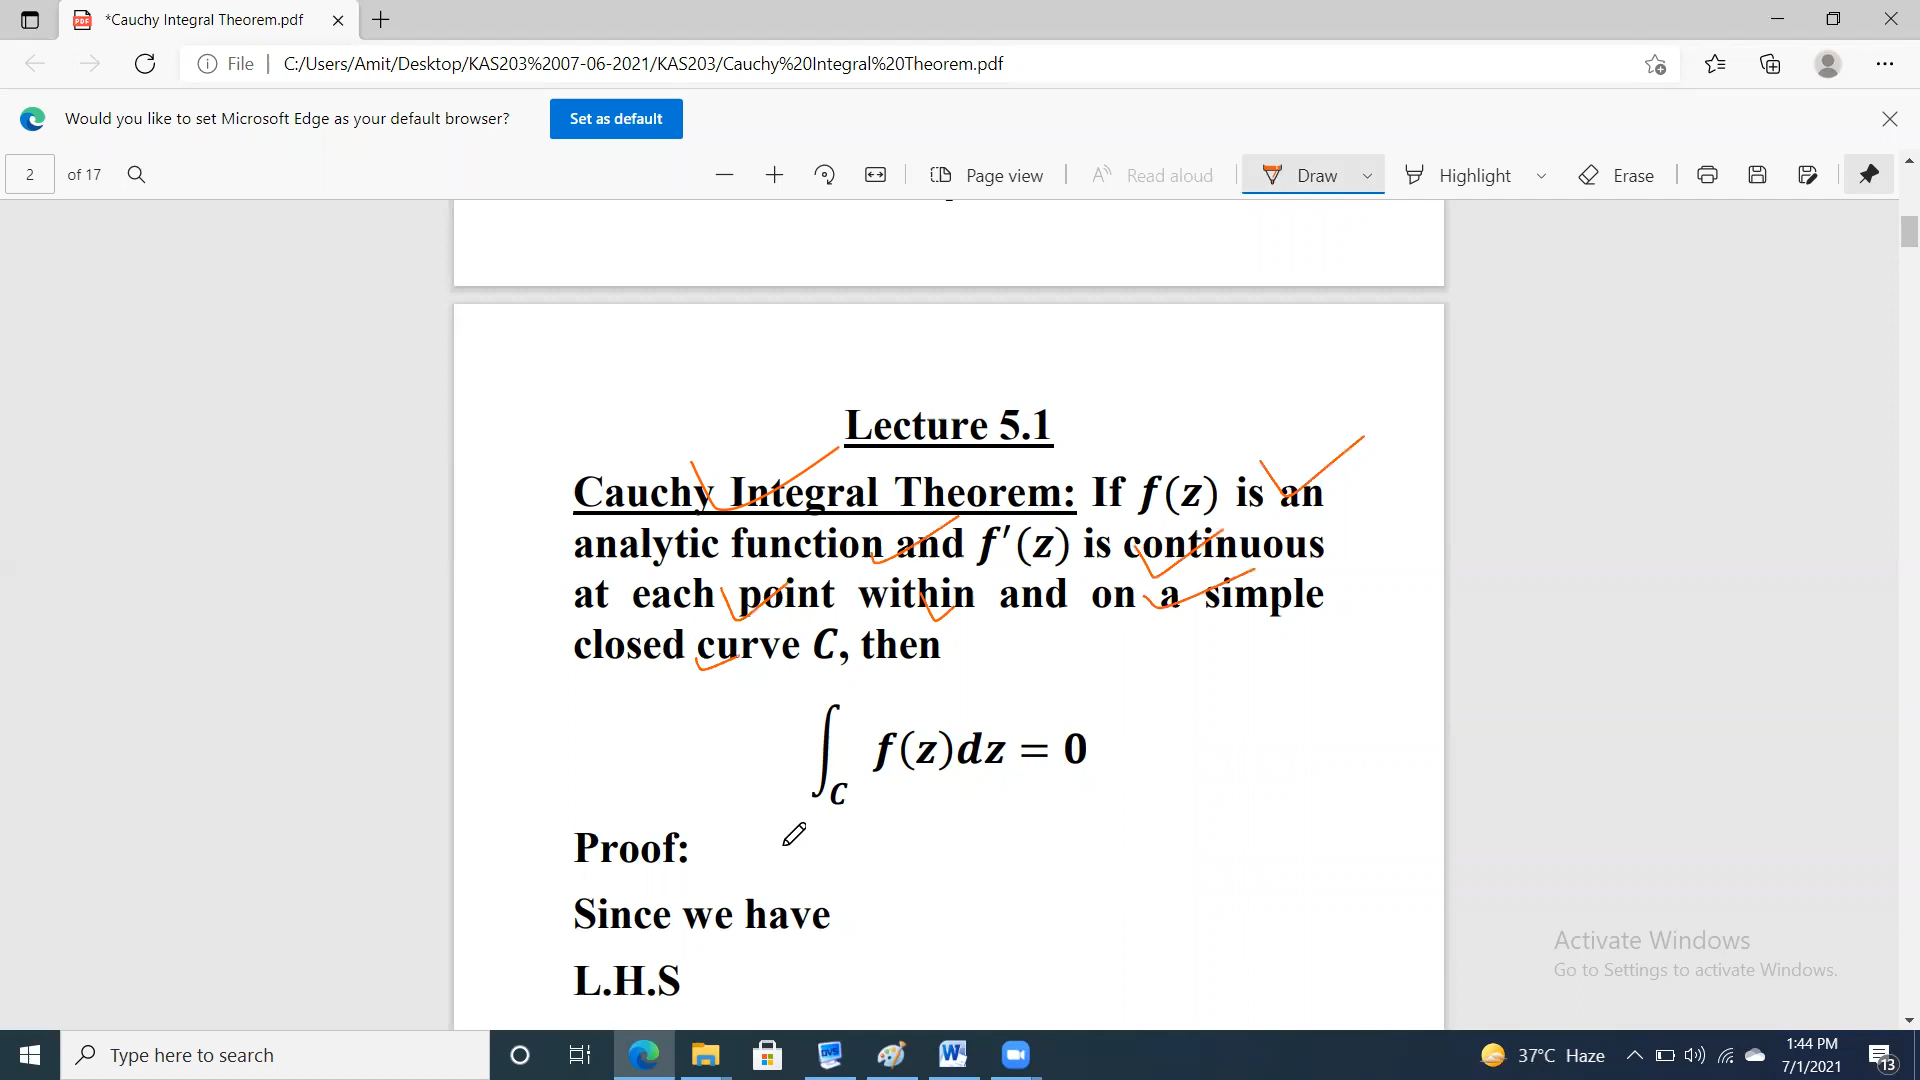 *Cauchy Integral Theorem.pdf
File
C:/Users/Amit/Desktop/KAS203%2007-06-2021/KAS203/Cauchy%20Integral%20Theorem.pdf
Would you like to set Microsoft Edge as your default browser?
Set as default
2 of 17
Page view
Read aloud
Draw
Highlight
Erase
Lecture 5.1
Cauchy Integral Theorem: If f(z) is an
analytic function and f′(z) is continuous
at each point within and on a simple
closed curve C, then
∫_C f(z)dz = 0
Proof:
Since we have
L.H.S
Activate Windows
Go to Settings to activate Windows.
Type here to search
37°C Haze
1:44 PM
7/1/2021
13